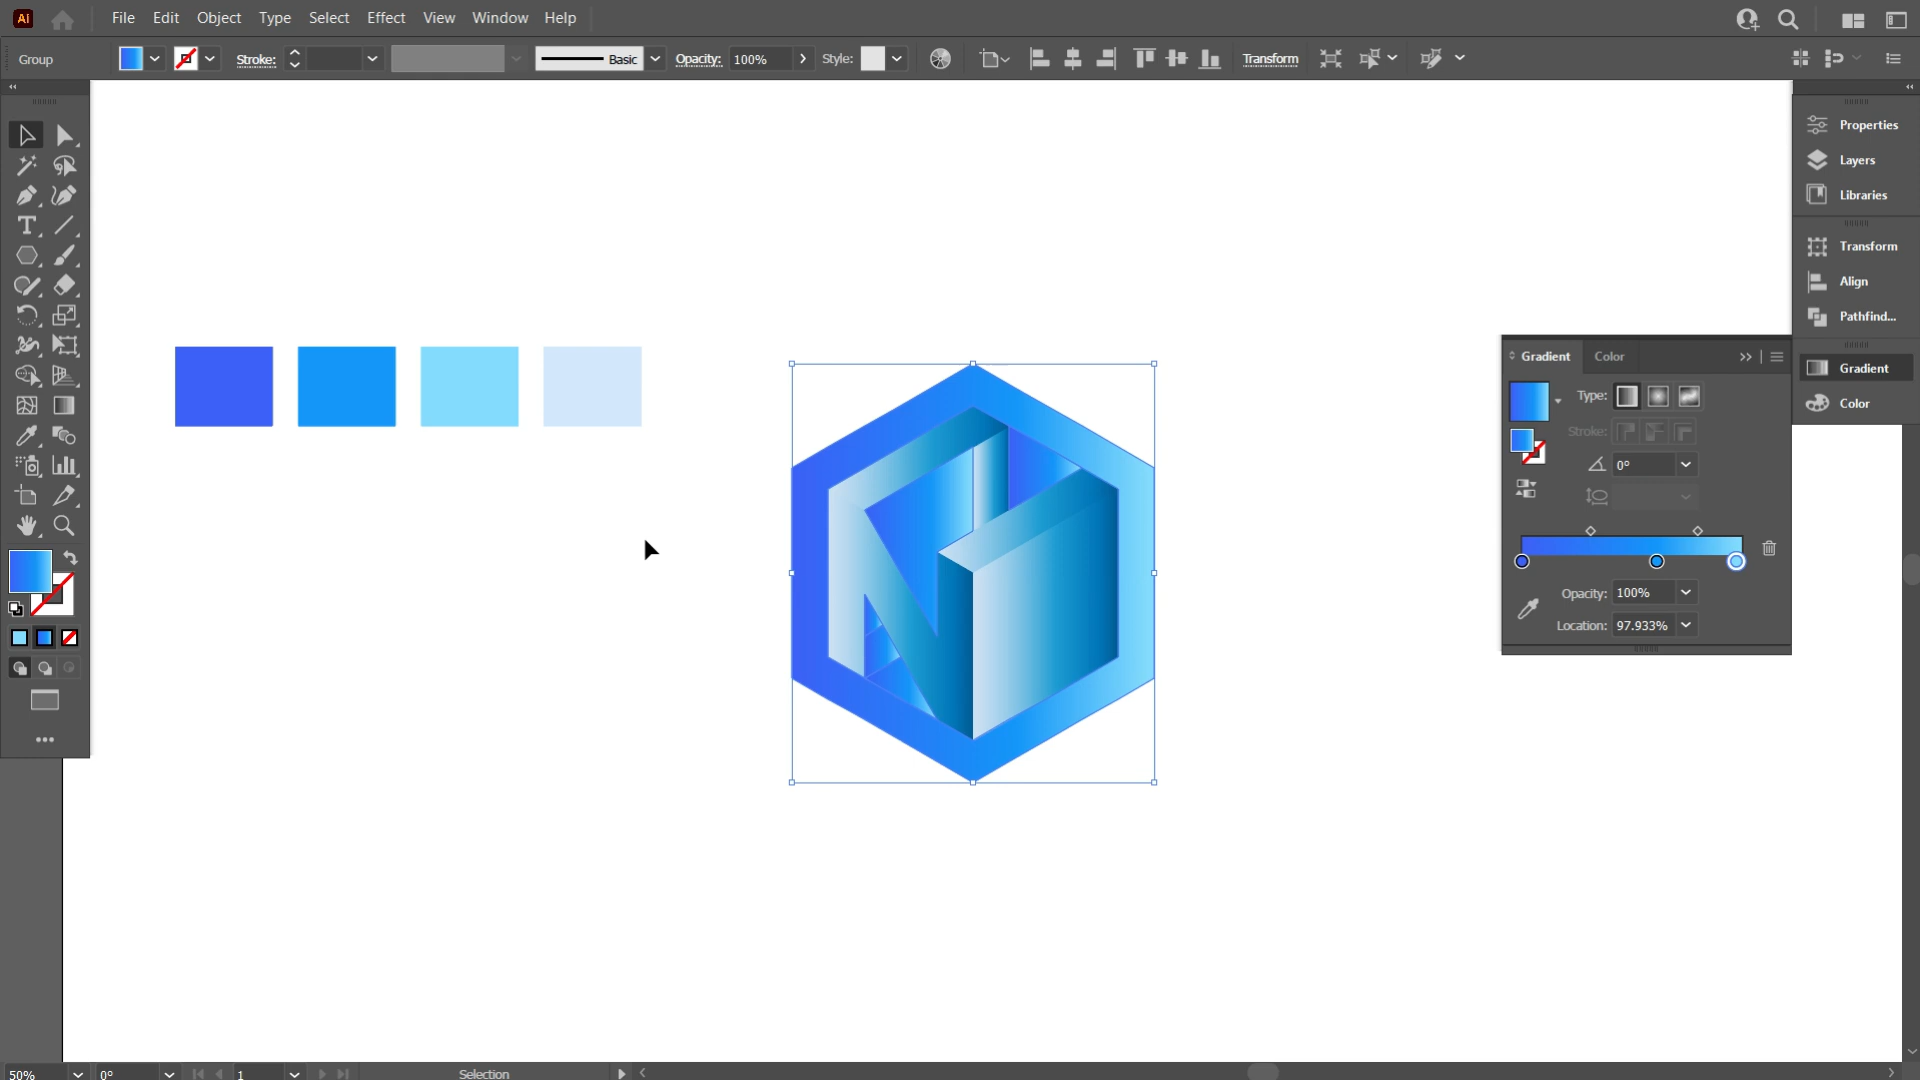 Ai File Edit Object Type Select Effect View Window Help
Group Stroke: Basic Opacity: 100% Style: Transform
Properties
Layers
Libraries
Transform
Align
Pathfind...
Gradient
Color
Gradient Color
Type:
Stroke:
0°
Opacity: 100%
Location: 97.933%
T
50% 0° 1 Selection